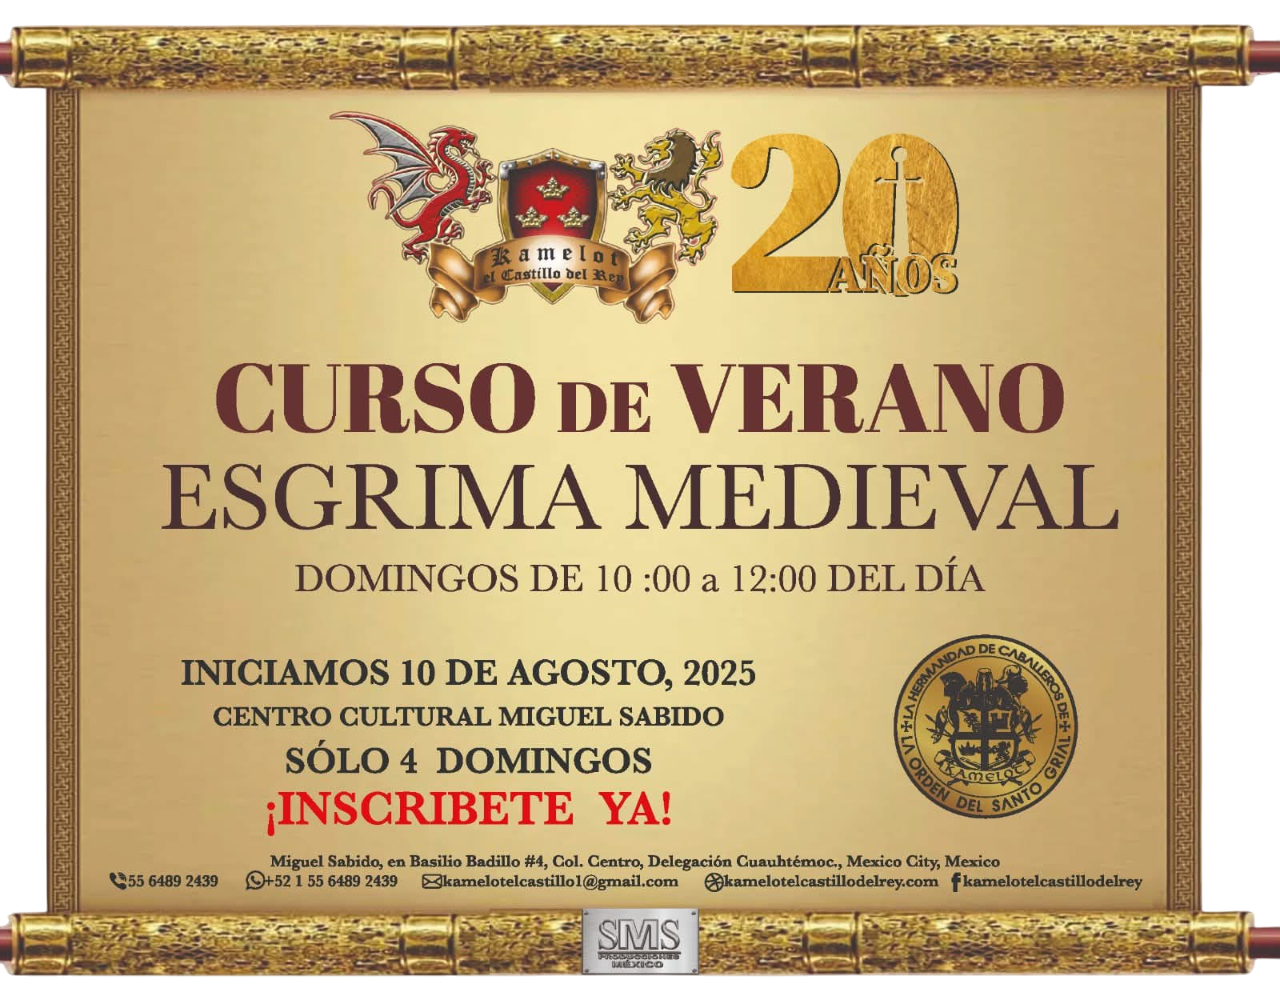 Kamelot
el Castillo del Rey
20
AÑOS
CURSO DE VERANO
ESGRIMA MEDIEVAL
DOMINGOS DE 10 :00 a 12:00 DEL DÍA
INICIAMOS 10 DE AGOSTO, 2025
CENTRO CULTURAL MIGUEL SABIDO
SÓLO 4 DOMINGOS
¡INSCRIBETE YA!
LA HERMANDAD DE CABALLEROS DE
LA ORDEN DEL SANTO GRIAL
KAMELOT
Miguel Sabido, en Basilio Badillo #4, Col. Centro, Delegación Cuauhtémoc., Mexico City, Mexico
55 6489 2439 +52 1 55 6489 2439 kamelotelcastillo1@gmail.com kamelotelcastillodelrey.com kamelotelcastillodelrey
SMS
PRODUCCIONES
MÉXICO